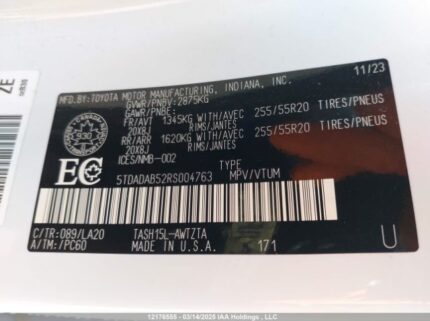 11/23
MFD.BY:TOYOTA MOTOR MANUFACTURING, INDIANA, INC.
GVWR/PNBV:2875KG
GAWR/PNBE:
FR/AVT 1345KG WITH/AVEC 255/55R20 TIRES/PNEUS
20X8J RIMS/JANTES
RR/ARR 1620KG WITH/AVEC 255/55R20 TIRES/PNEUS
20X8J RIMS/JANTES
ICES/NMB-002
930
EC
TYPE
5TDADAB52RS004763 MPV/VTUM
C/TR:089/LA20 TASH15L-AWTZTA
A/TM:/PC60 MADE IN U.S.A. 171 U
12176555 - 03/14/2025 IAA Holdings LLC